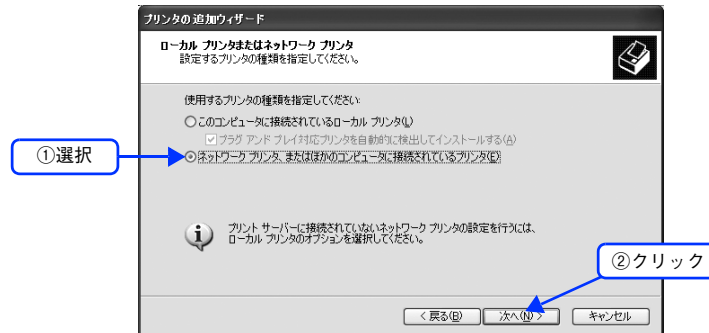 プリンタの追加ウィザード
ローカル プリンタまたはネットワーク プリンタ
設定するプリンタの種類を指定してください。
使用するプリンタの種類を指定してください:
このコンピュータに接続されているローカル プリンタ(L)
プラグ アンド プレイ対応プリンタを自動的に検出してインストールする(A)
①選択
ネットワーク プリンタ、またはほかのコンピュータに接続されているプリンタ(E)
プリント サーバーに接続されていないネットワーク プリンタの設定を行うには、
ローカル プリンタのオプションを選択してください。
②クリック
< 戻る(B)
次へ(N) >
キャンセル